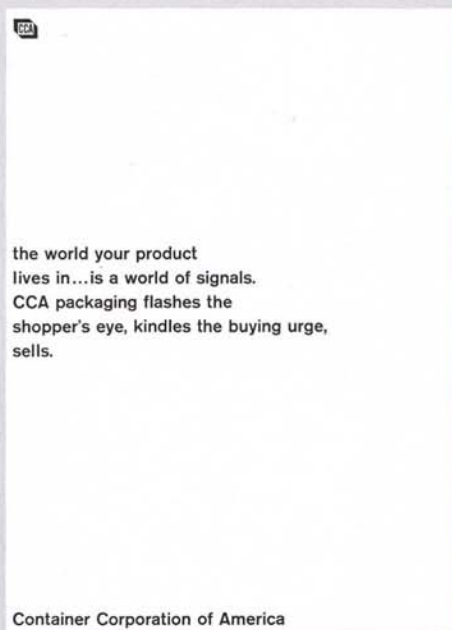 CCA
the world your product
lives in...is a world of signals.
CCA packaging flashes the
shopper's eye, kindles the buying urge,
sells.
Container Corporation of America